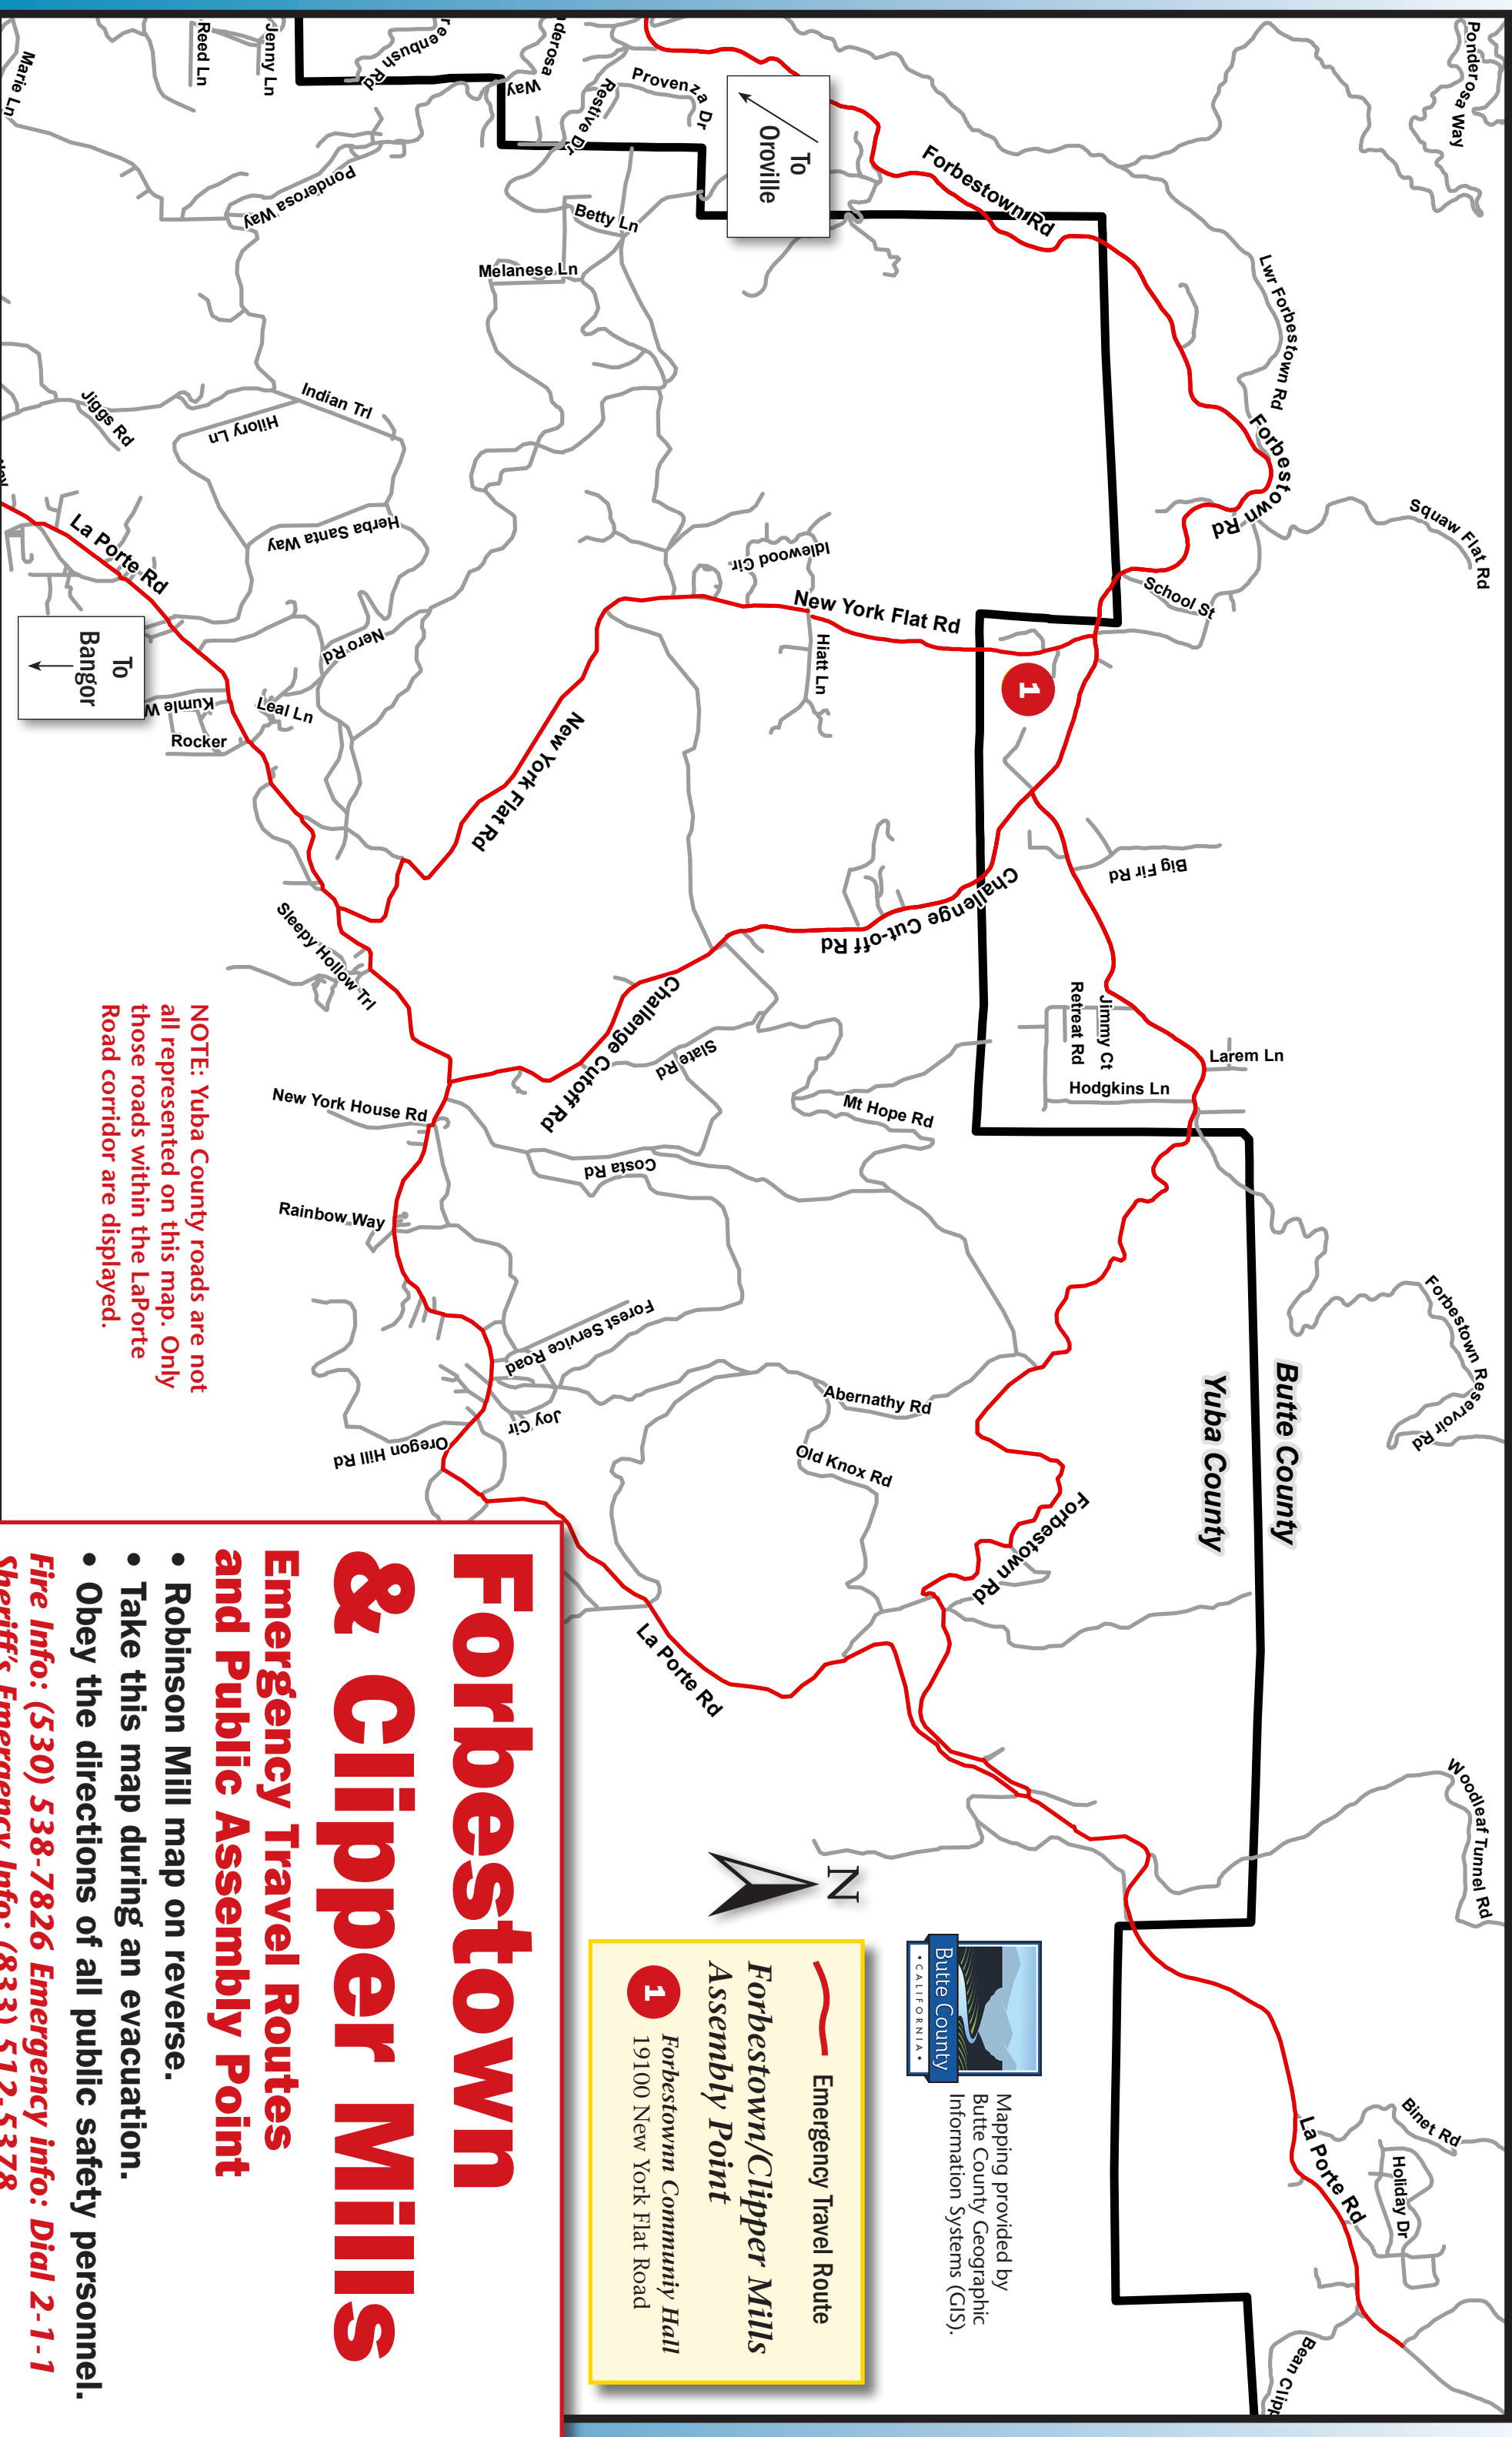 Ponderosa Way
Lwr Forbestown Rd
Squaw Flat Rd
Forbestown Reservoir Rd
Woodleaf Tunnel Rd
Binet Rd
Holiday Dr
La Porte Rd
Forbestown Rd
Forbestown Rd
School St
Big Fir Rd
Larem Ln
Jimmy Ct
Retreat Rd
Hodgkins Ln
Butte County
Yuba County
To
Oroville
Provenza Dr
Restive Dr
Way
Betty Ln
Melanese Ln
Jenny Ln
Reed Ln
Marie Ln
Ponderosa Way
Indian Trl
Hilory Ln
Jiggs Rd
Herba Santa Way
La Porte Rd
To
Bangor
Nero Rd
Leal Ln
Rocker
Idlewood Cir
New York Flat Rd
Hiatt Ln
1
New York Flat Rd
Sleepy Hollow Trl
Challenge Cut-off Rd
Challenge Cutoff Rd
Slate Rd
Mt Hope Rd
New York House Rd
Costa Rd
Rainbow Way
Forest Service Road
Joy Cir
Oregon Hill Rd
Abernathy Rd
Old Knox Rd
Forbestown Rd
La Porte Rd
NOTE: Yuba County roads are not
all represented on this map. Only
those roads within the LaPorte
Road corridor are displayed.
N
Butte County
• CALIFORNIA •
Mapping provided by
Butte County Geographic
Information Systems (GIS).
Emergency Travel Route
Forbestown/Clipper Mills
Assembly Point
1 Forbestown Communiy Hall
19100 New York Flat Road
Forbestown
& Clipper Mills
Emergency Travel Routes
and Public Assembly Point
• Robinson Mill map on reverse.
• Take this map during an evacuation.
• Obey the directions of all public safety personnel.
Fire Info: (530) 538-7826 Emergency info: Dial 2-1-1
Sheriff's Emergency Info: (833) 512-5378